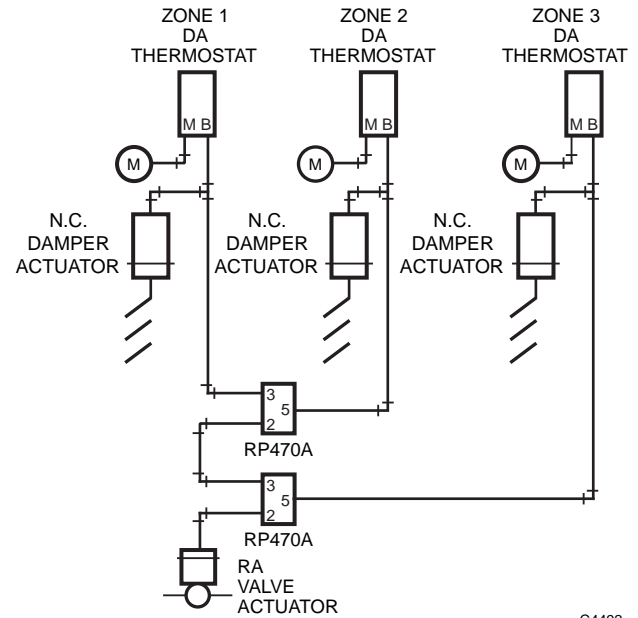 ZONE 1
DA
THERMOSTAT
ZONE 2
DA
THERMOSTAT
ZONE 3
DA
THERMOSTAT
M B
M B
M B
M
M
M
N.C.
DAMPER
ACTUATOR
N.C.
DAMPER
ACTUATOR
N.C.
DAMPER
ACTUATOR
3
5
2
RP470A
3
5
2
RP470A
RA
VALVE
ACTUATOR